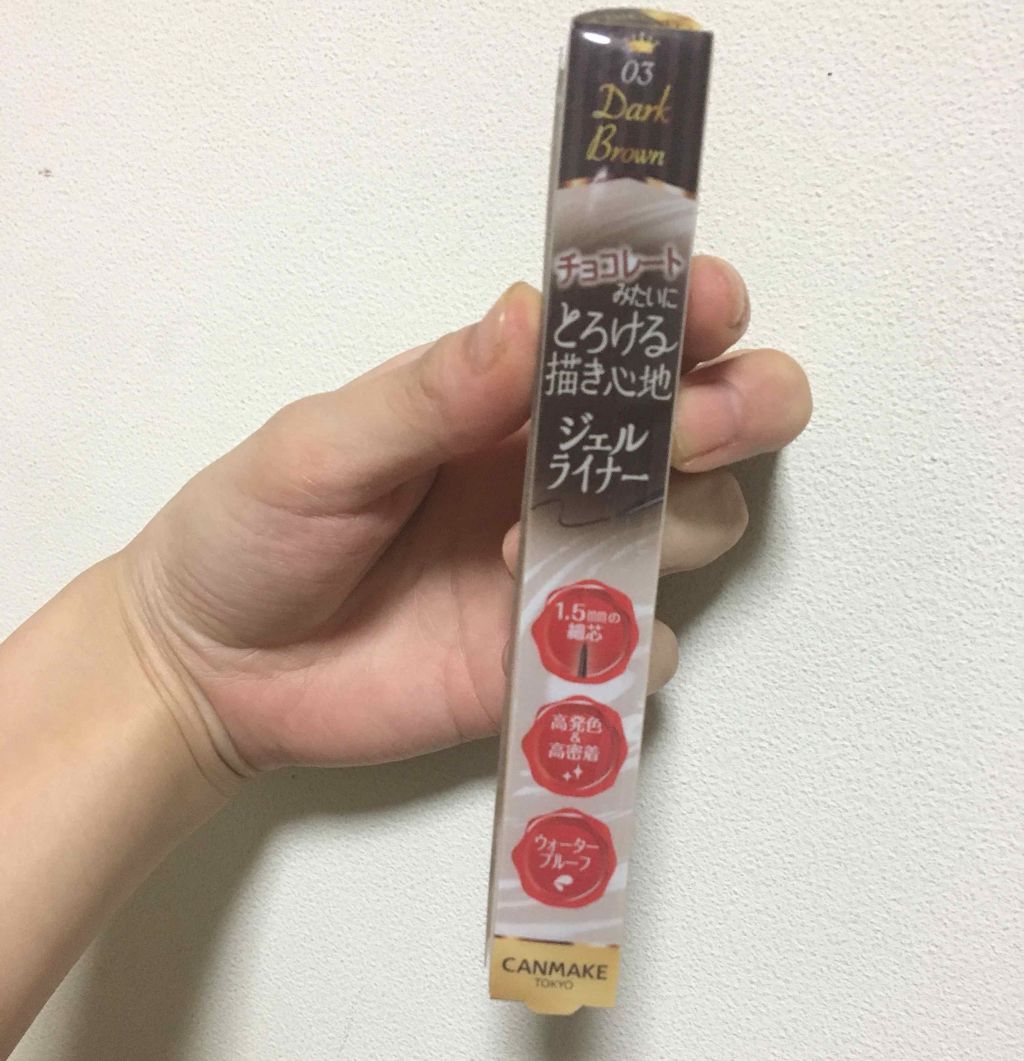 03
Dark
Brown
チョコレート
みたいに
とろける
描き心地
ジェル
ライナー
1.5mmの
細芯
高発色
&
高密着
ウォーター
プルーフ
CANMAKE
TOKYO